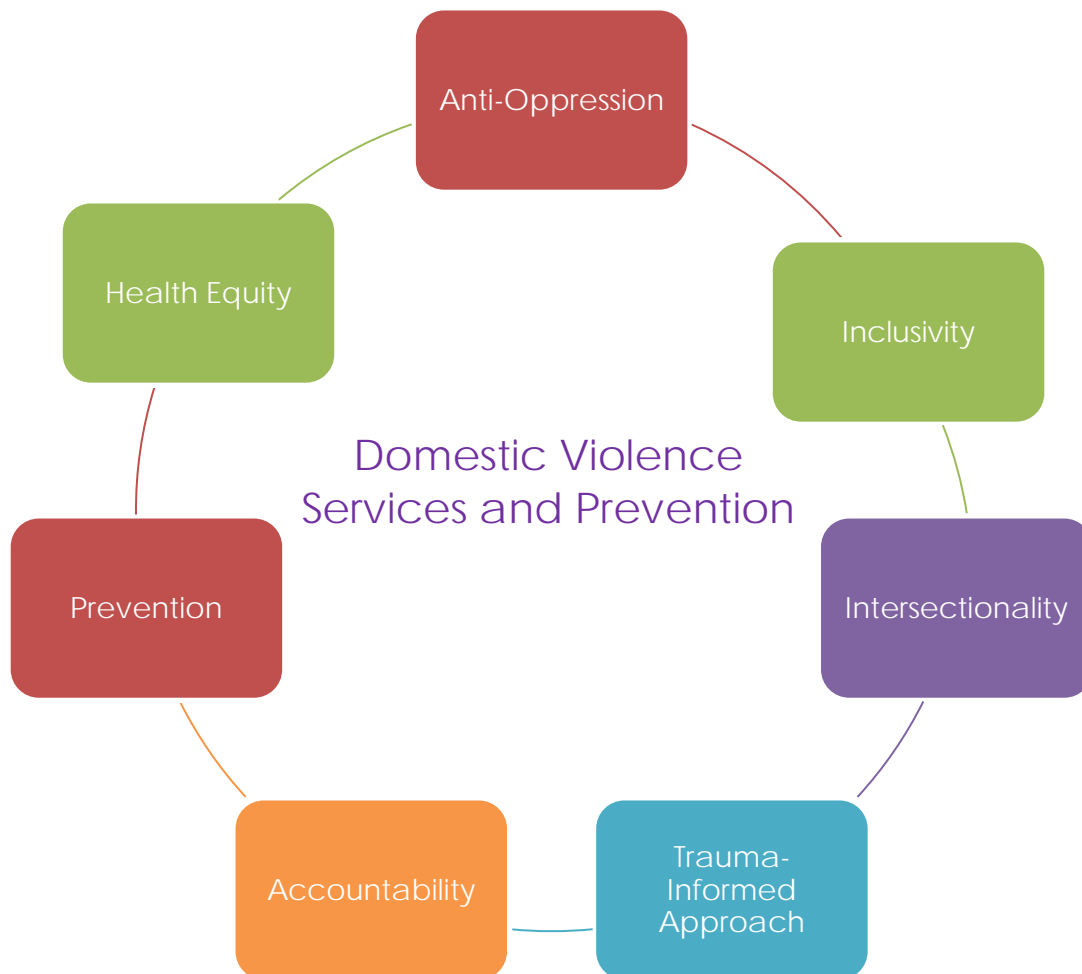 Anti-Oppression
Inclusivity
Intersectionality
Trauma-
Informed
Approach
Accountability
Prevention
Health Equity
Domestic Violence
Services and Prevention